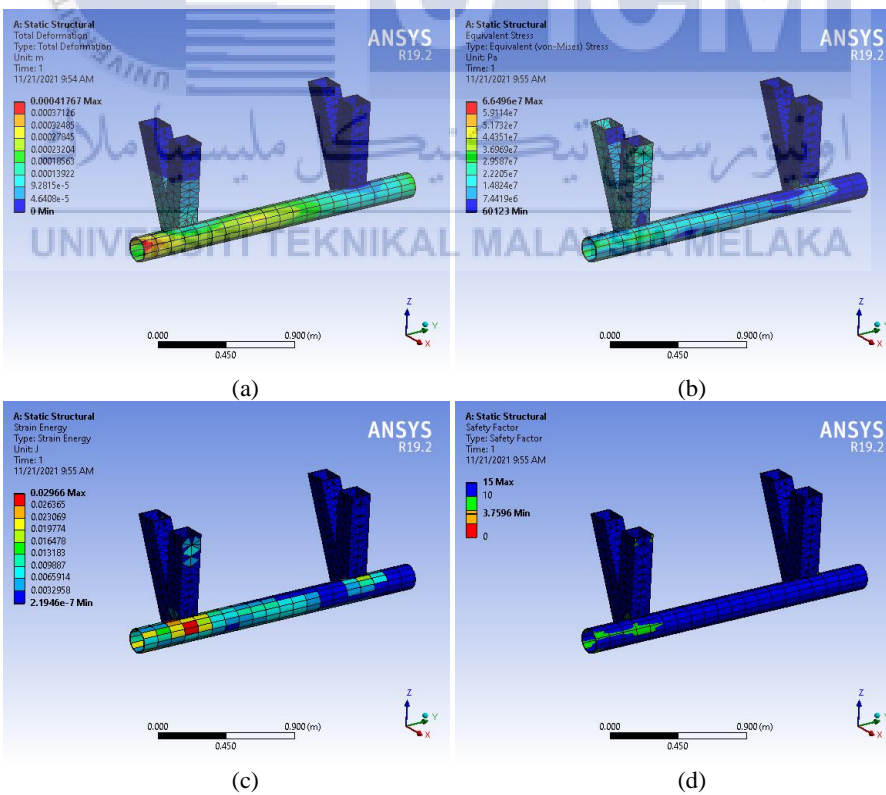 UTeM
A: Static Structural
Total Deformation
Type: Total Deformation
Unit: m
Time: 1
11/21/2021 9:54 AM
0.00041767 Max
0.00037126
0.00032485
0.00027845
0.00023204
0.00018563
0.00013922
9.2815e-5
4.6408e-5
0 Min
ANSYS
R19.2
0.000
0.900 (m)
0.450
Z
Y
X
(a)
A: Static Structural
Equivalent Stress
Type: Equivalent (von-Mises) Stress
Unit: Pa
Time: 1
11/21/2021 9:55 AM
6.6496e7 Max
5.9114e7
5.1732e7
4.4351e7
3.6969e7
2.9587e7
2.2205e7
1.4824e7
7.4419e6
60123 Min
ANSYS
R19.2
0.000
0.900 (m)
0.450
Z
Y
X
(b)
اونيۏرسيتي تيكنيكل مليسيا ملاك
UNIVERSITI TEKNIKAL MALAYSIA MELAKA
A: Static Structural
Strain Energy
Type: Strain Energy
Unit: J
Time: 1
11/21/2021 9:55 AM
0.02966 Max
0.026365
0.023069
0.019774
0.016478
0.013183
0.009887
0.0065914
0.0032958
2.1946e-7 Min
ANSYS
R19.2
0.000
0.900 (m)
0.450
Z
Y
X
(c)
A: Static Structural
Safety Factor
Type: Safety Factor
Time: 1
11/21/2021 9:55 AM
15 Max
10
3.7596 Min
0
ANSYS
R19.2
0.000
0.900 (m)
0.450
Z
Y
X
(d)